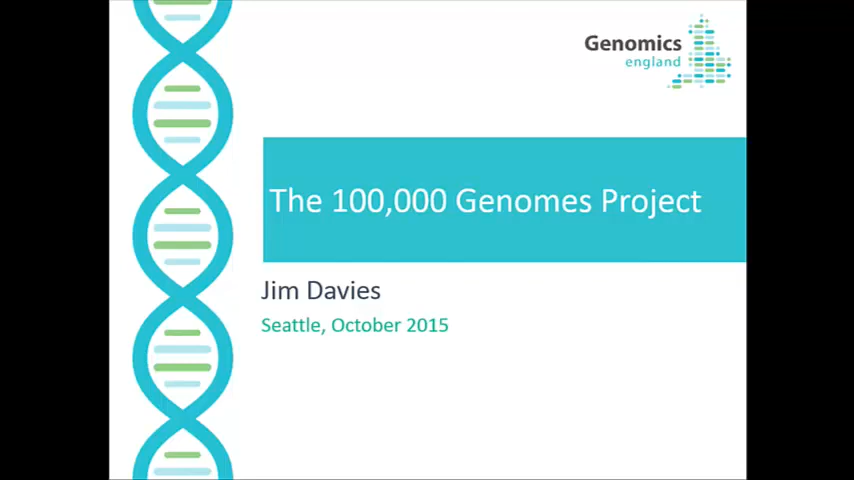 Genomics
england
The 100,000 Genomes Project
Jim Davies
Seattle, October 2015